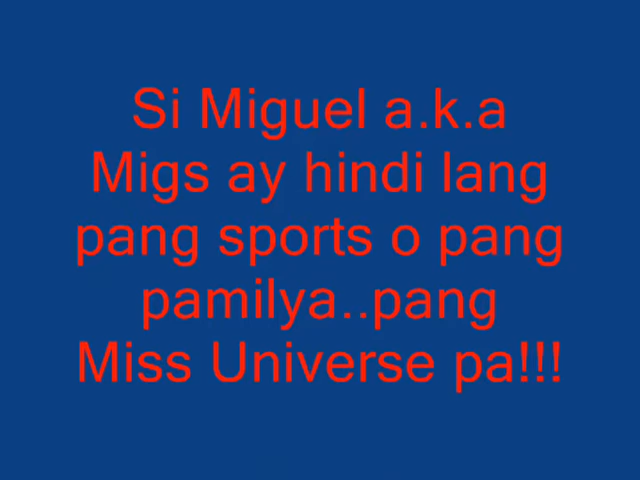 Si Miguel a.k.a
Migs ay hindi lang
pang sports o pang
pamilya..pang
Miss Universe pa!!!